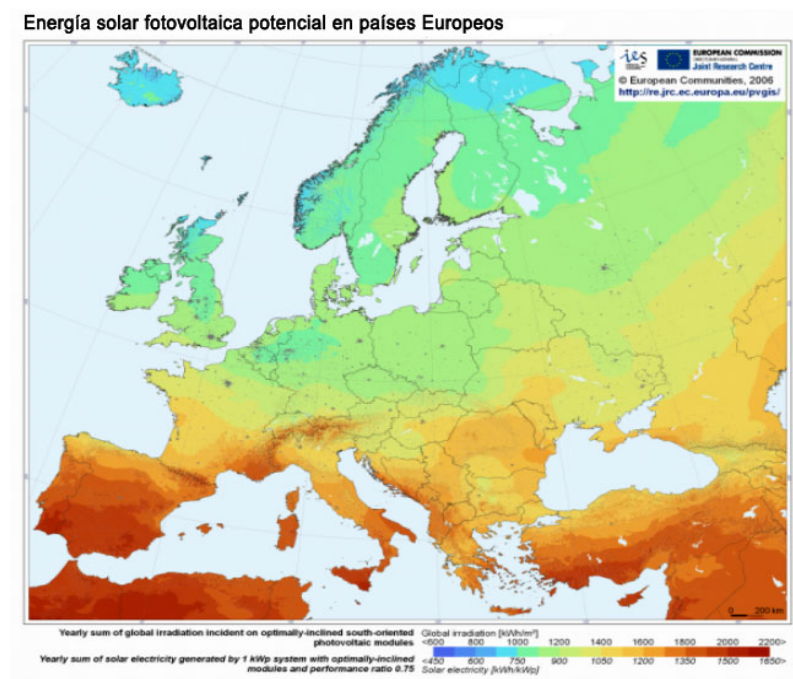 Energía solar fotovoltaica potencial en países Europeos
ies
EUROPEAN COMMISSION
DIRECTORATE-GENERAL
Joint Research Centre
© European Communities, 2006
http://re.jrc.ec.europa.eu/pvgis/
0 200 km
Yearly sum of global irradiation incident on optimally-inclined south-oriented
photovoltaic modules
Yearly sum of solar electricity generated by 1 kWp system with optimally-inclined
modules and performance ratio 0.75
Global irradiation [kWh/m²]
<600 800 1000 1200 1400 1600 1800 2000 2200>
<450 600 750 900 1050 1200 1350 1500 1650>
Solar electricity [kWh/kWp]